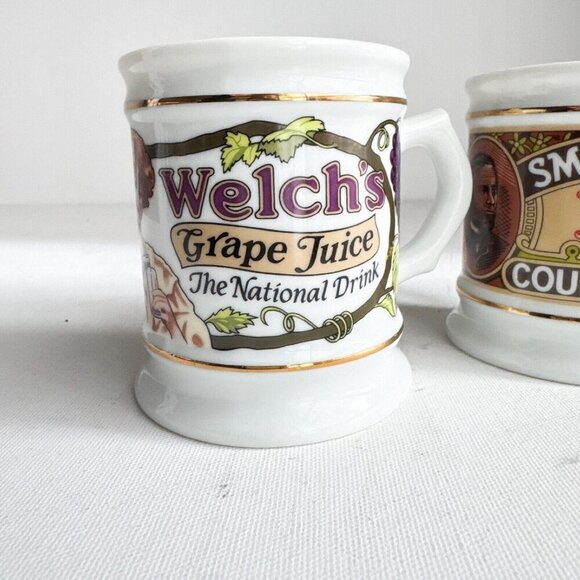 Welch's
Grape Juice
The National Drink
SM
COU